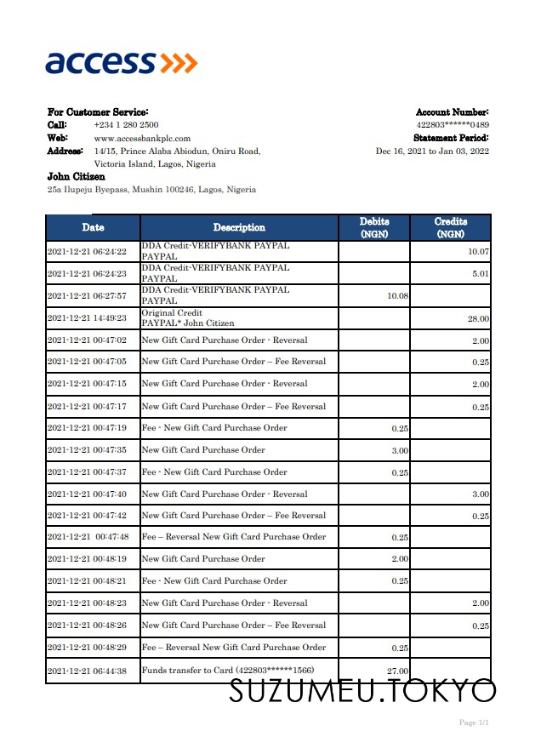 access
For Customer Service:
Call: +234 1 280 2500
Web: www.accessbankplc.com
Address: 14/15, Prince Alaba Abiodun, Oniru Road,
Victoria Island, Lagos, Nigeria
John Citizen
25a Ilupeju Byepass, Mushin 100246, Lagos, Nigeria
Account Number:
422803******0489
Statement Period:
Dec 16, 2021 to Jan 03, 2022
Date Description Debits (NGN) Credits (NGN)
2021-12-21 06:24:22 DDA Credit-VERIFYBANK PAYPAL PAYPAL 10.07
2021-12-21 06:24:23 DDA Credit-VERIFYBANK PAYPAL PAYPAL 5.01
2021-12-21 06:27:57 DDA Credit-VERIFYBANK PAYPAL PAYPAL 10.08
2021-12-21 14:49:23 Original Credit PAYPAL* John Citizen 28.00
2021-12-21 00:47:02 New Gift Card Purchase Order - Reversal 2.00
2021-12-21 00:47:05 New Gift Card Purchase Order – Fee Reversal 0.25
2021-12-21 00:47:15 New Gift Card Purchase Order - Reversal 2.00
2021-12-21 00:47:17 New Gift Card Purchase Order – Fee Reversal 0.25
2021-12-21 00:47:19 Fee - New Gift Card Purchase Order 0.25
2021-12-21 00:47:35 New Gift Card Purchase Order 3.00
2021-12-21 00:47:37 Fee - New Gift Card Purchase Order 0.25
2021-12-21 00:47:40 New Gift Card Purchase Order - Reversal 3.00
2021-12-21 00:47:42 New Gift Card Purchase Order – Fee Reversal 0.25
2021-12-21 00:47:48 Fee – Reversal New Gift Card Purchase Order 0.25
2021-12-21 00:48:19 New Gift Card Purchase Order 2.00
2021-12-21 00:48:21 Fee - New Gift Card Purchase Order 0.25
2021-12-21 00:48:23 New Gift Card Purchase Order - Reversal 2.00
2021-12-21 00:48:26 New Gift Card Purchase Order – Fee Reversal 0.25
2021-12-21 00:48:29 Fee – Reversal New Gift Card Purchase Order 0.25
2021-12-21 06:44:38 Funds transfer to Card (422803******1566) 27.00
SUZUMEU.TOKYO
Page 1/1